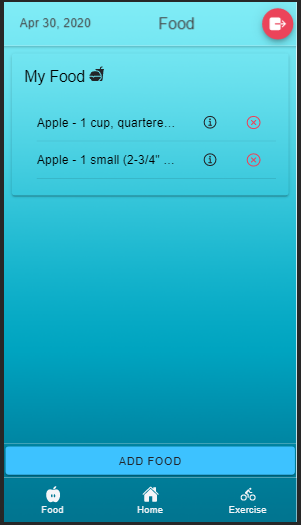 Apr 30, 2020 Food
My Food
Apple - 1 cup, quartere...
Apple - 1 small (2-3/4" ...
ADD FOOD
Food Home Exercise